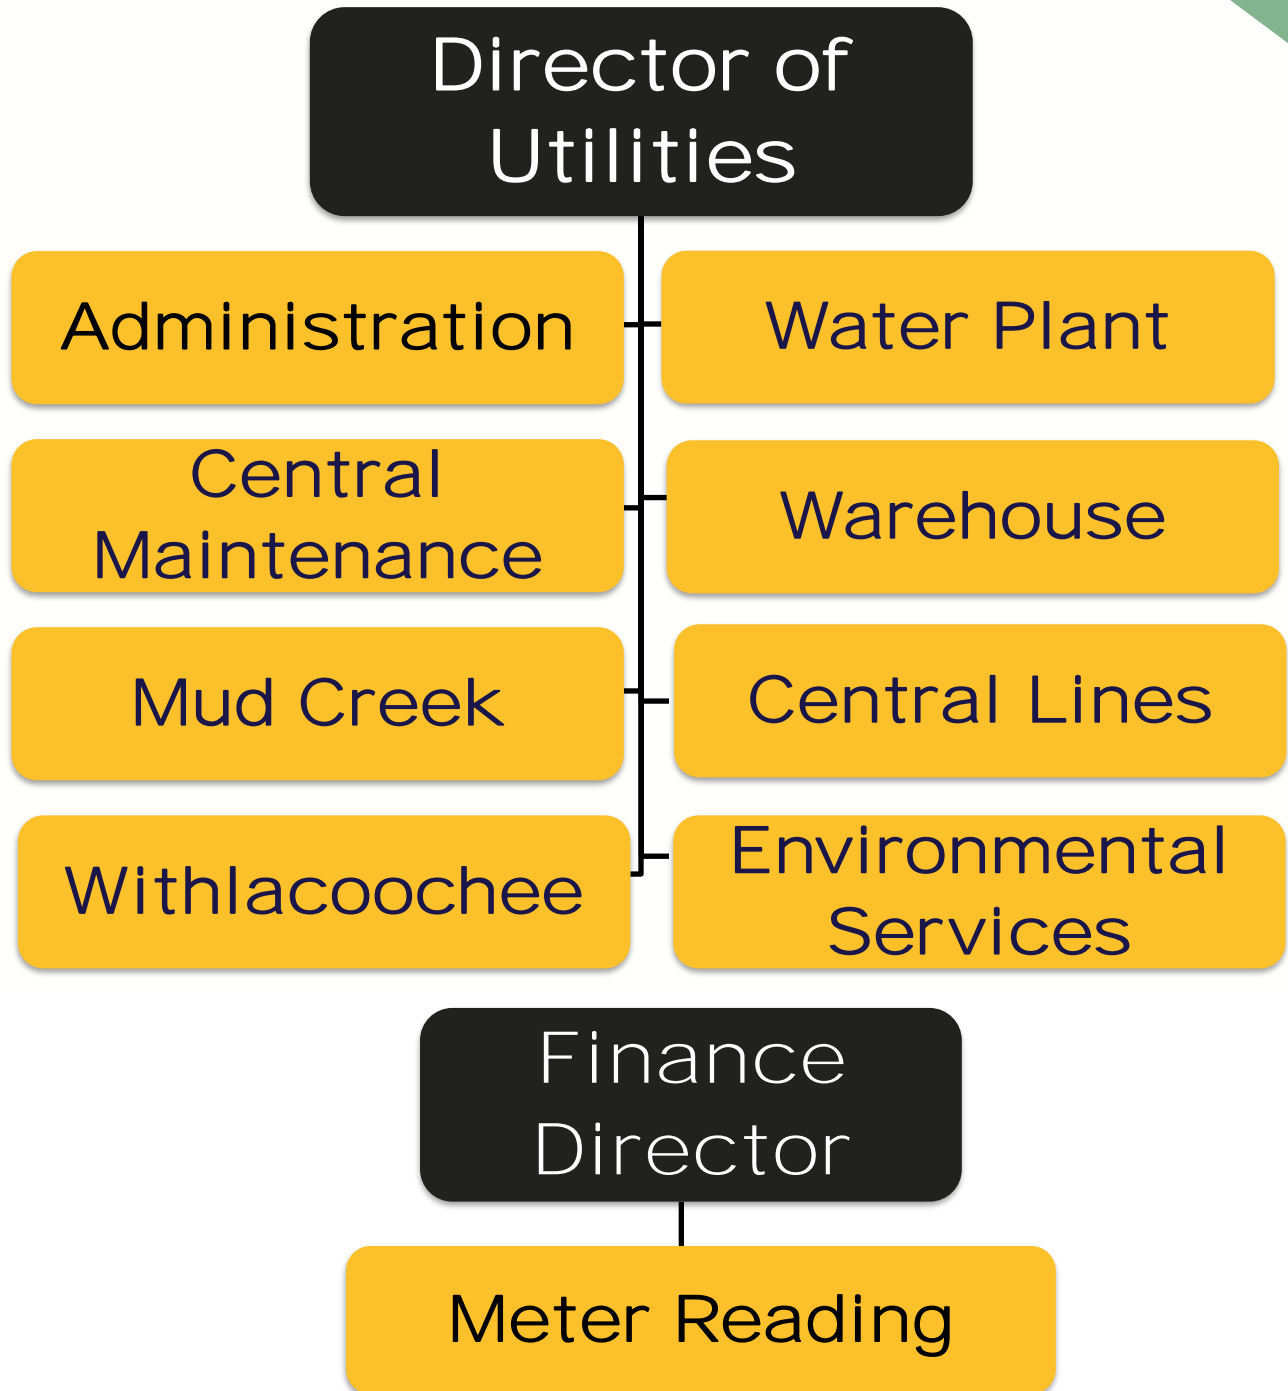 Director of
Utilities
Administration
Water Plant
Central
Maintenance
Warehouse
Mud Creek
Central Lines
Withlacoochee
Environmental
Services
Finance
Director
Meter Reading